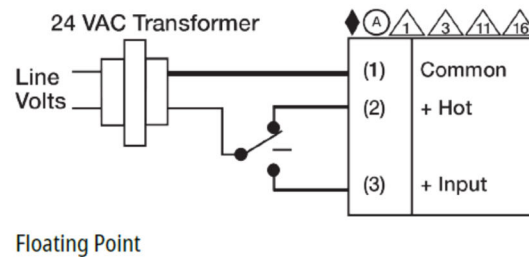 24 VAC Transformer
A 1 3 11 16
Line
Volts
(1) Common
(2) + Hot
(3) + Input
Floating Point